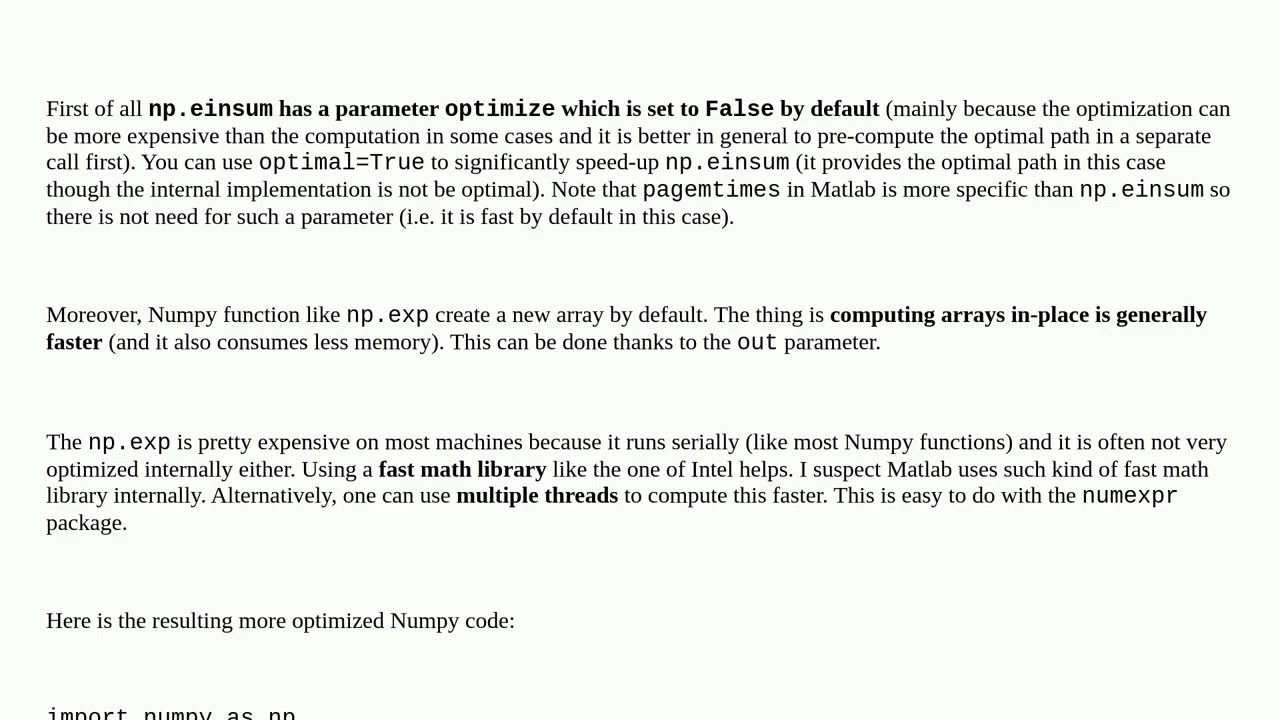 First of all np.einsum has a parameter optimize which is set to False by default (mainly because the optimization can
be more expensive than the computation in some cases and it is better in general to pre-compute the optimal path in a separate
call first). You can use optimal=True to significantly speed-up np.einsum (it provides the optimal path in this case
though the internal implementation is not be optimal). Note that pagemtimes in Matlab is more specific than np.einsum so
there is not need for such a parameter (i.e. it is fast by default in this case).
Moreover, Numpy function like np.exp create a new array by default. The thing is computing arrays in-place is generally
faster (and it also consumes less memory). This can be done thanks to the out parameter.
The np.exp is pretty expensive on most machines because it runs serially (like most Numpy functions) and it is often not very
optimized internally either. Using a fast math library like the one of Intel helps. I suspect Matlab uses such kind of fast math
library internally. Alternatively, one can use multiple threads to compute this faster. This is easy to do with the numexpr
package.
Here is the resulting more optimized Numpy code:
import numpy as np